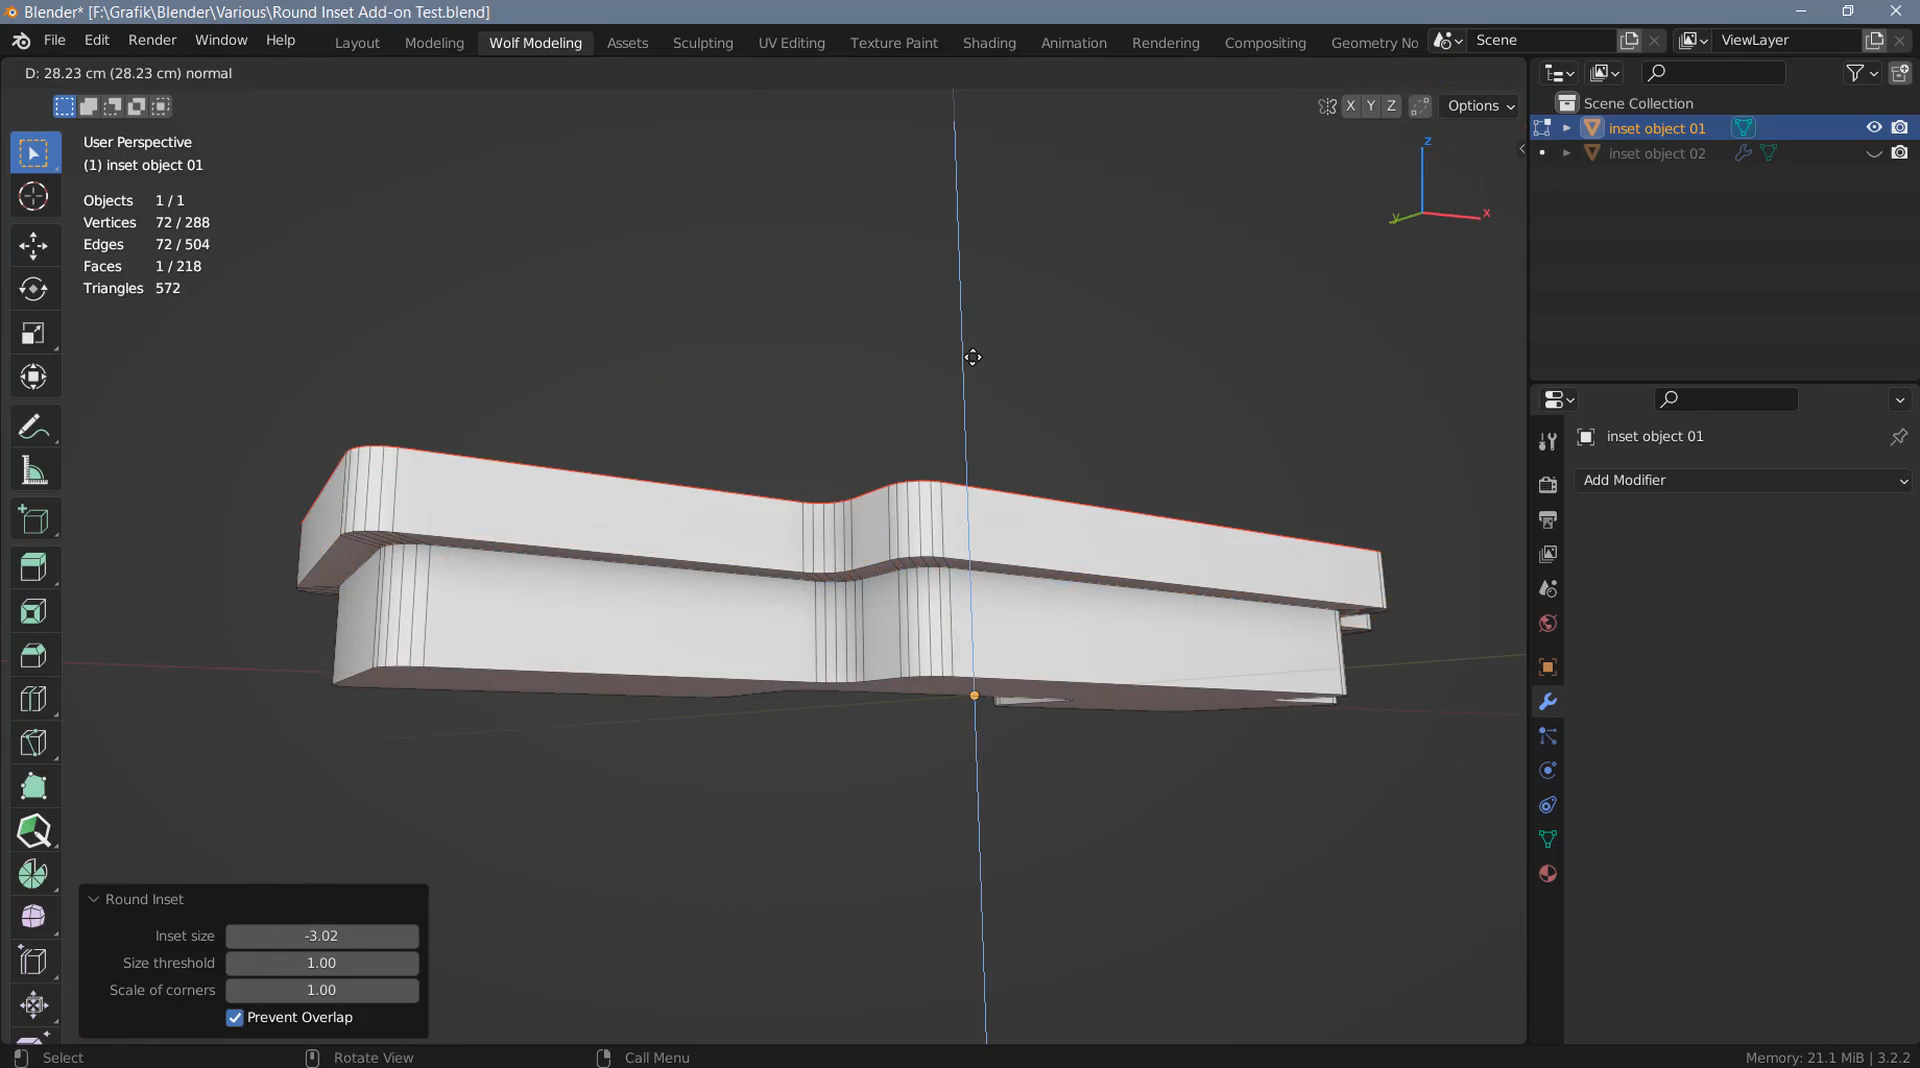 Blender* [F:\Grafik\Blender\Various\Round Inset Add-on Test.blend]
File Edit Render Window Help Layout Modeling Wolf Modeling Assets Sculpting UV Editing Texture Paint Shading Animation Rendering Compositing Geometry No Scene ViewLayer
D: 28.23 cm (28.23 cm) normal
X Y Z Options
User Perspective
(1) inset object 01
Objects 1 / 1
Vertices 72 / 288
Edges 72 / 504
Faces 1 / 218
Triangles 572
z
x
y
Scene Collection
inset object 01
inset object 02
inset object 01
Add Modifier
Round Inset
Inset size -3.02
Size threshold 1.00
Scale of corners 1.00
Prevent Overlap
Select Rotate View Call Menu Memory: 21.1 MiB | 3.2.2